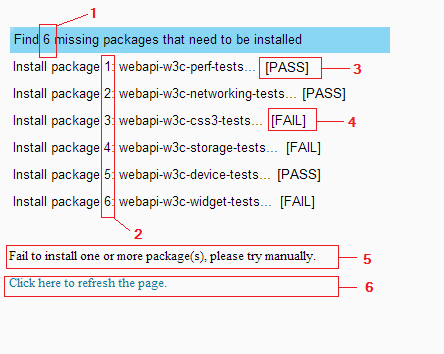 1
Find 6 missing packages that need to be installed
Install package 1: webapi-w3c-perf-tests... [PASS] 3
Install package 2: webapi-w3c-networking-tests... [PASS]
Install package 3: webapi-w3c-css3-tests... [FAIL] 4
Install package 4: webapi-w3c-storage-tests... [FAIL]
Install package 5: webapi-w3c-device-tests... [PASS]
Install package 6: webapi-w3c-widget-tests... [FAIL]
2
Fail to install one or more package(s), please try manually. 5
Click here to refresh the page. 6